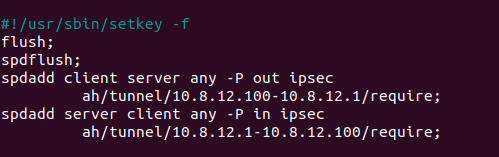 #!/usr/sbin/setkey -f
flush;
spdflush;
spdadd client server any -P out ipsec
        ah/tunnel/10.8.12.100-10.8.12.1/require;
spdadd server client any -P in ipsec
        ah/tunnel/10.8.12.1-10.8.12.100/require;